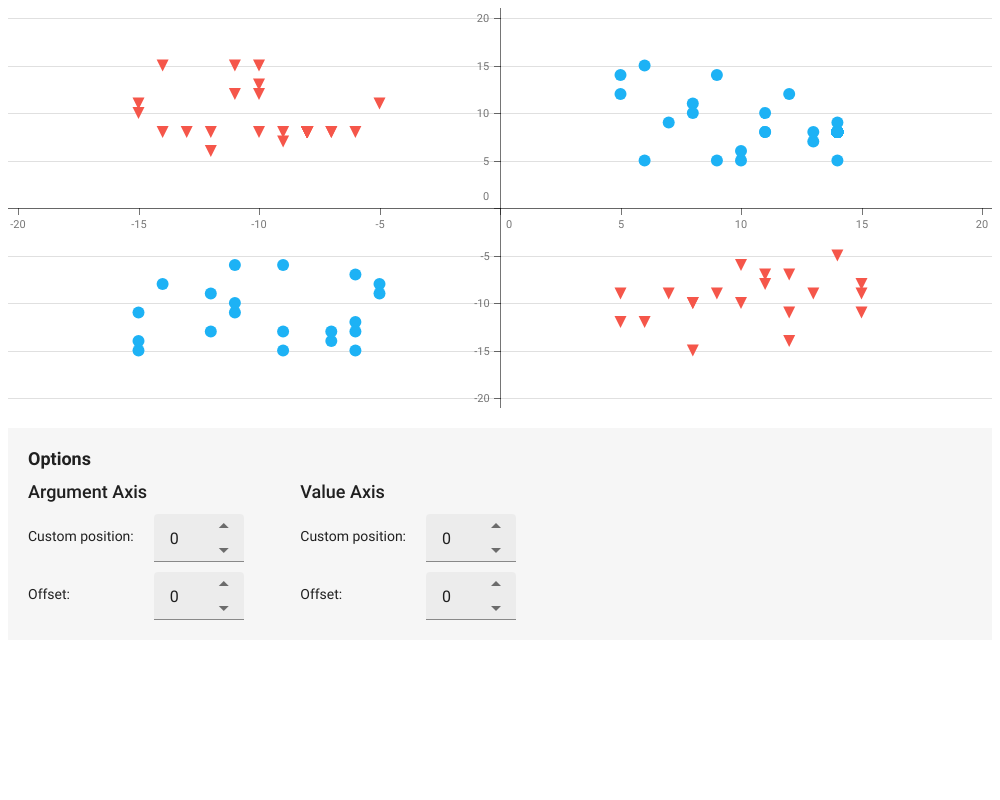 20
15
10
5
0
-20 -15 -10 -5 0 5 10 15 20
-5
-10
-15
-20
Options
Argument Axis Value Axis
Custom position: 0 Custom position: 0
Offset: 0 Offset: 0